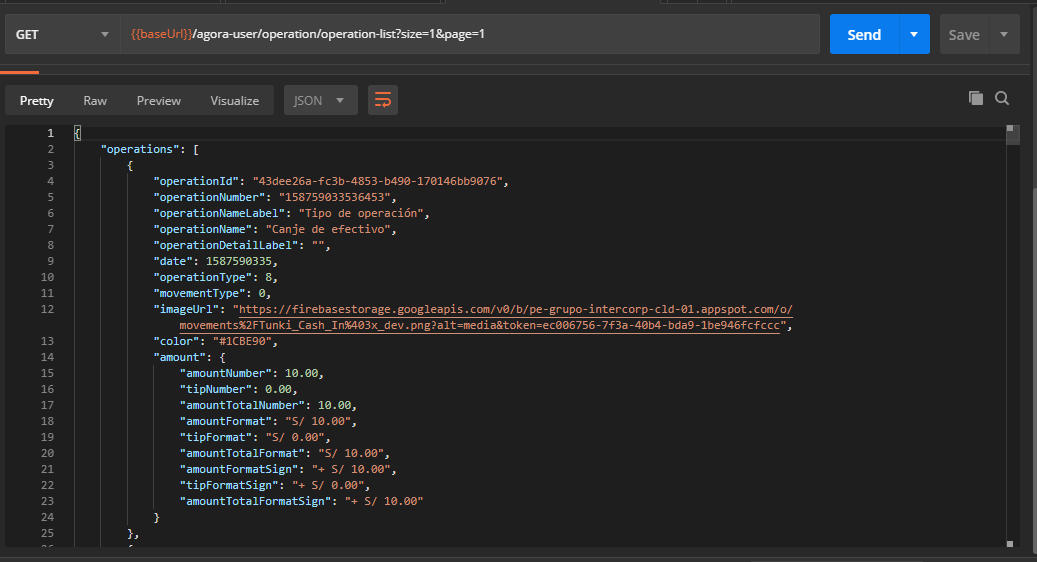 GET {{baseUrl}}/agora-user/operation/operation-list?size=1&page=1 Send Save
Pretty Raw Preview Visualize JSON
1 {
2 "operations": [
3 {
4 "operationId": "43dee26a-fc3b-4853-b490-170146bb9076",
5 "operationNumber": "158759033536453",
6 "operationNameLabel": "Tipo de operación",
7 "operationName": "Canje de efectivo",
8 "operationDetailLabel": "",
9 "date": 1587590335,
10 "operationType": 8,
11 "movementType": 0,
12 "imageUrl": "https://firebasestorage.googleapis.com/v0/b/pe-grupo-intercorp-cld-01.appspot.com/o/
movements%2FTunki_Cash_In%403x_dev.png?alt=media&token=ec006756-7f3a-40b4-bda9-1be946fcfccc",
13 "color": "#1CBE90",
14 "amount": {
15 "amountNumber": 10.00,
16 "tipNumber": 0.00,
17 "amountTotalNumber": 10.00,
18 "amountFormat": "S/ 10.00",
19 "tipFormat": "S/ 0.00",
20 "amountTotalFormat": "S/ 10.00",
21 "amountFormatSign": "+ S/ 10.00",
22 "tipFormatSign": "+ S/ 0.00",
23 "amountTotalFormatSign": "+ S/ 10.00"
24 }
25 },